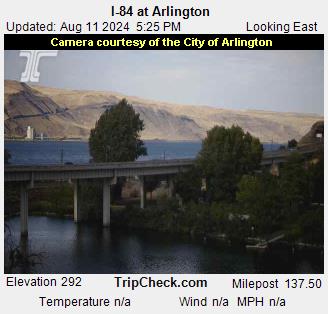 I-84 at Arlington
Updated: Aug 11 2024 5:25 PM Looking East
Camera courtesy of the City of Arlington
Elevation 292 TripCheck.com Milepost 137.50
Temperature n/a Wind n/a MPH n/a